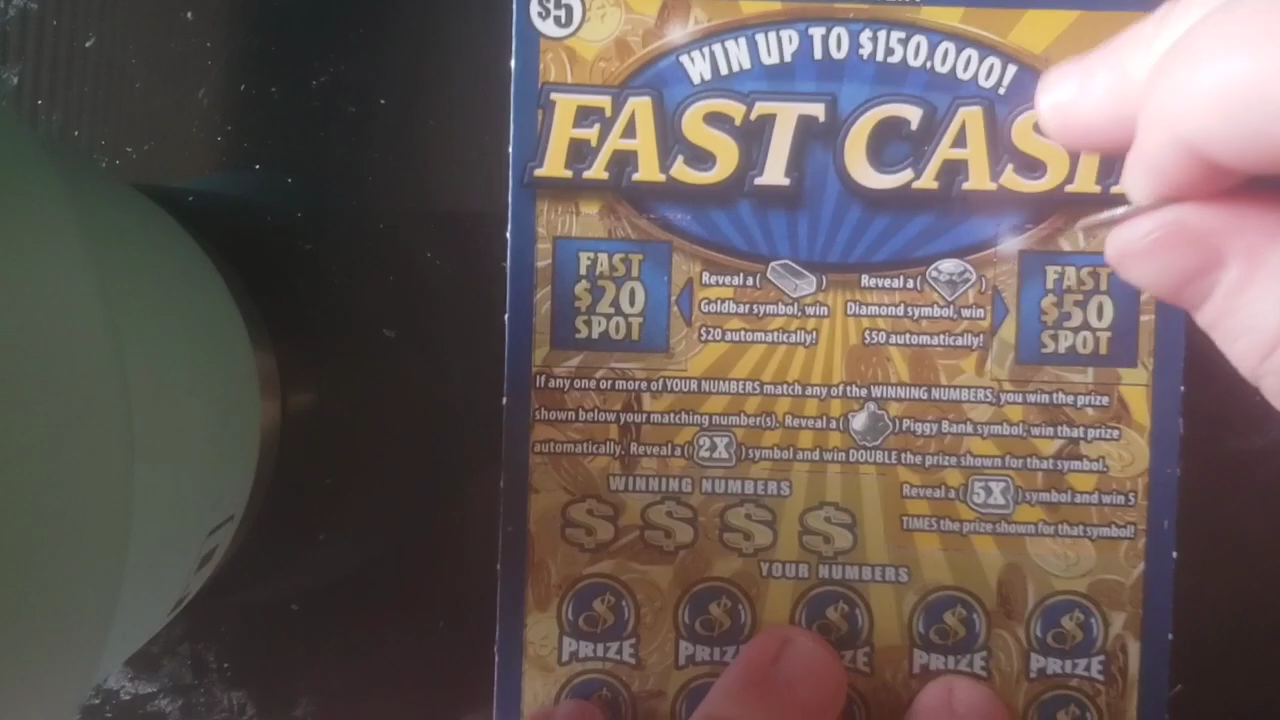 $5
WIN UP TO $150,000!
FAST CASH
FAST
$20
SPOT
Reveal a ( )
Goldbar symbol, win
$20 automatically!
Reveal a ( )
Diamond symbol, win
$50 automatically!
FAST
$50
SPOT
If any one or more of YOUR NUMBERS match any of the WINNING NUMBERS, you win the prize
shown below your matching number(s). Reveal a ( ) Piggy Bank symbol, win that prize
automatically. Reveal a ( 2X ) symbol and win DOUBLE the prize shown for that symbol.
WINNING NUMBERS
Reveal a ( 5X ) symbol and win 5
TIMES the prize shown for that symbol!
$ $ $ $
YOUR NUMBERS
$ $ $ $ $
PRIZE PRIZE PRIZE PRIZE